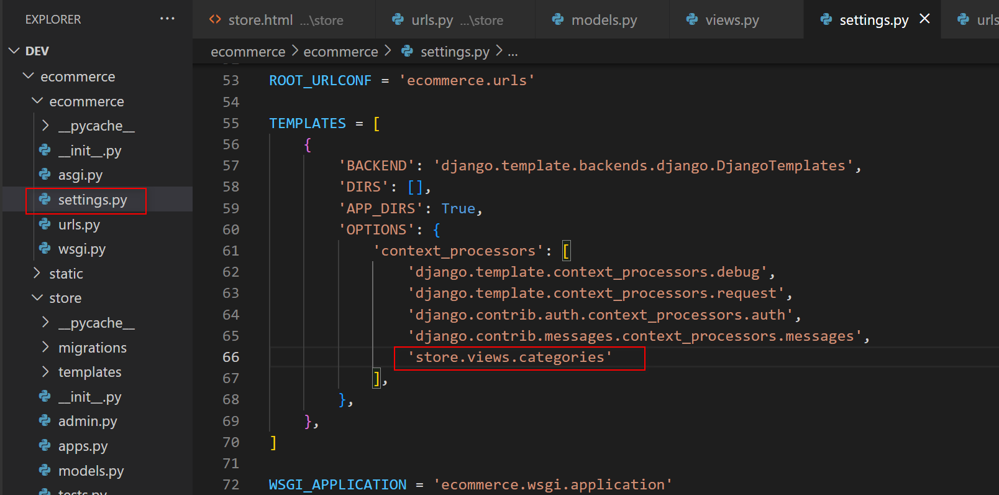 EXPLORER ...
DEV
ecommerce
ecommerce
__pycache__
__init__.py
asgi.py
settings.py
urls.py
wsgi.py
static
store
__pycache__
migrations
templates
__init__.py
admin.py
apps.py
models.py
tests.py
<> store.html ...\store urls.py ...\store models.py views.py settings.py × urls
ecommerce > ecommerce > settings.py > ...
53 ROOT_URLCONF = 'ecommerce.urls'
54
55 TEMPLATES = [
56 {
57 'BACKEND': 'django.template.backends.django.DjangoTemplates',
58 'DIRS': [],
59 'APP_DIRS': True,
60 'OPTIONS': {
61 'context_processors': [
62 'django.template.context_processors.debug',
63 'django.template.context_processors.request',
64 'django.contrib.auth.context_processors.auth',
65 'django.contrib.messages.context_processors.messages',
66 'store.views.categories'
67 ],
68 },
69 },
70 ]
71
72 WSGI_APPLICATION = 'ecommerce.wsgi.application'